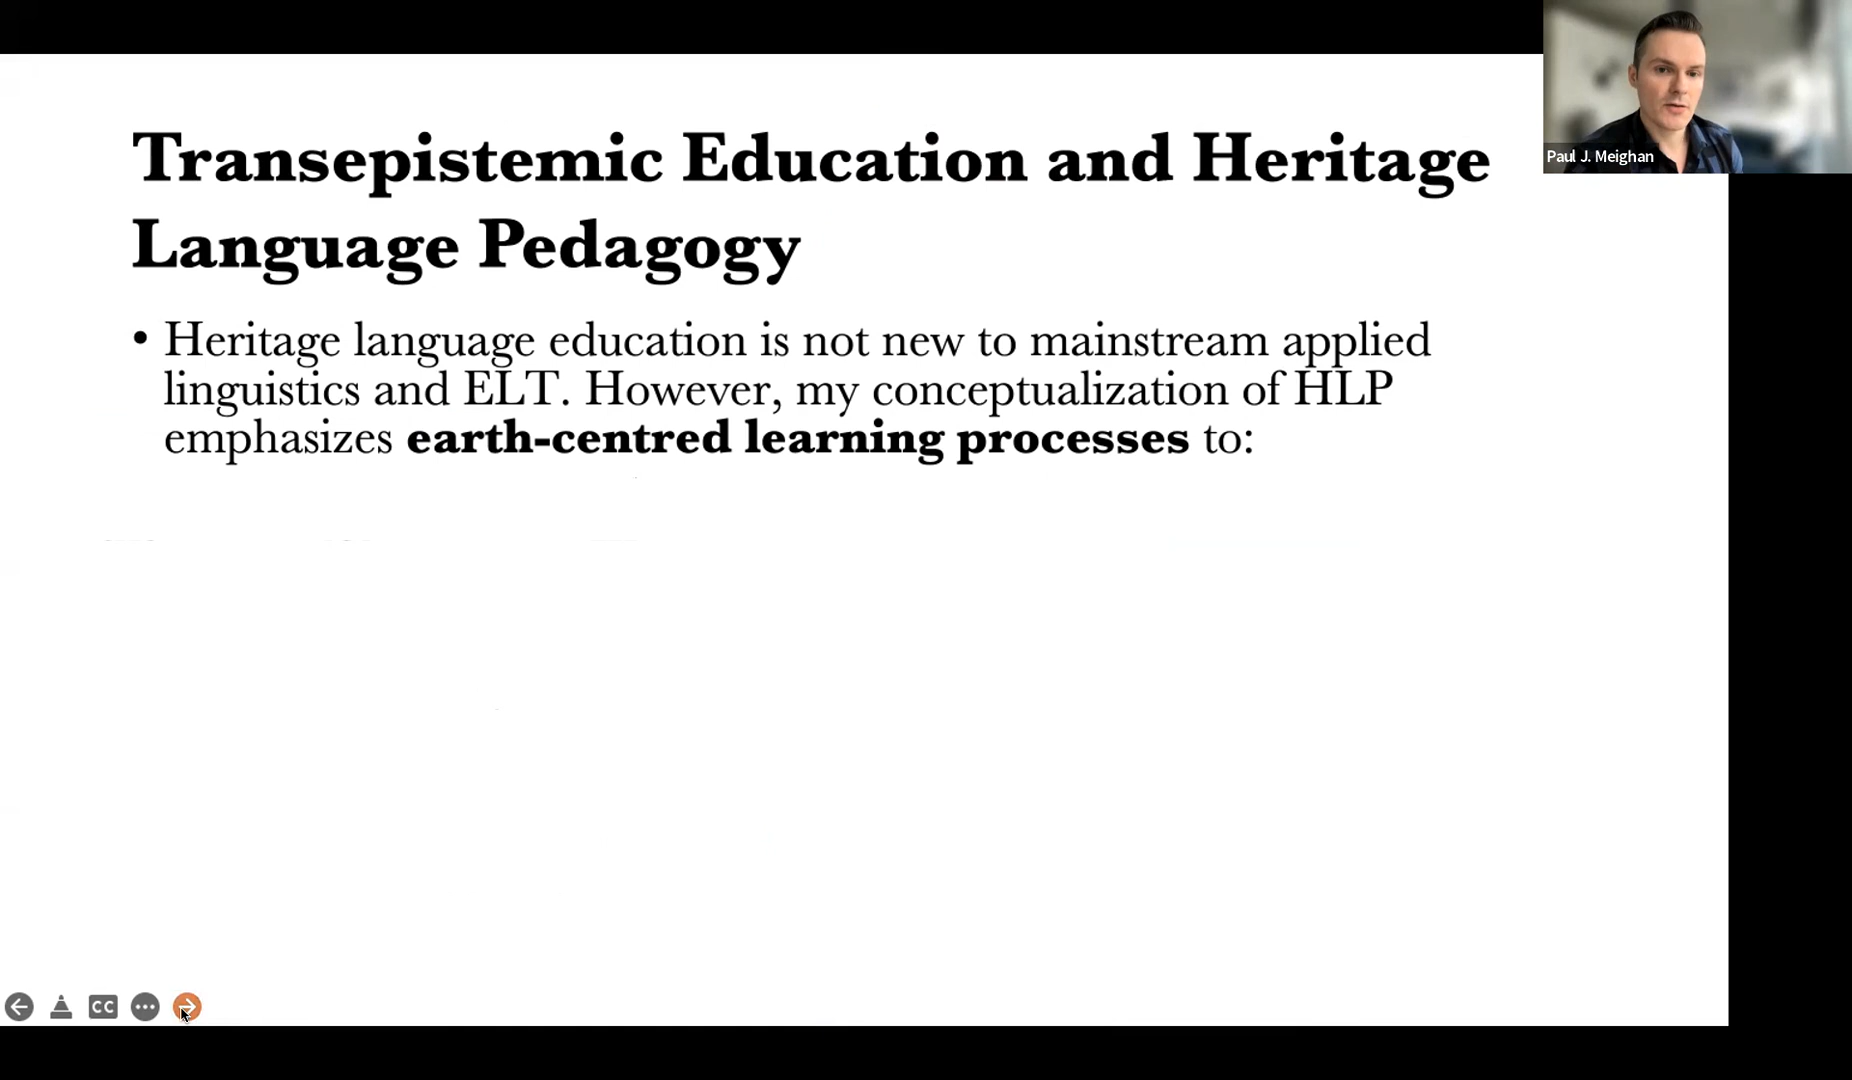 Transepistemic Education and Heritage
Language Pedagogy
• Heritage language education is not new to mainstream applied
linguistics and ELT. However, my conceptualization of HLP
emphasizes earth-centred learning processes to:
Paul J. Meighan
CC